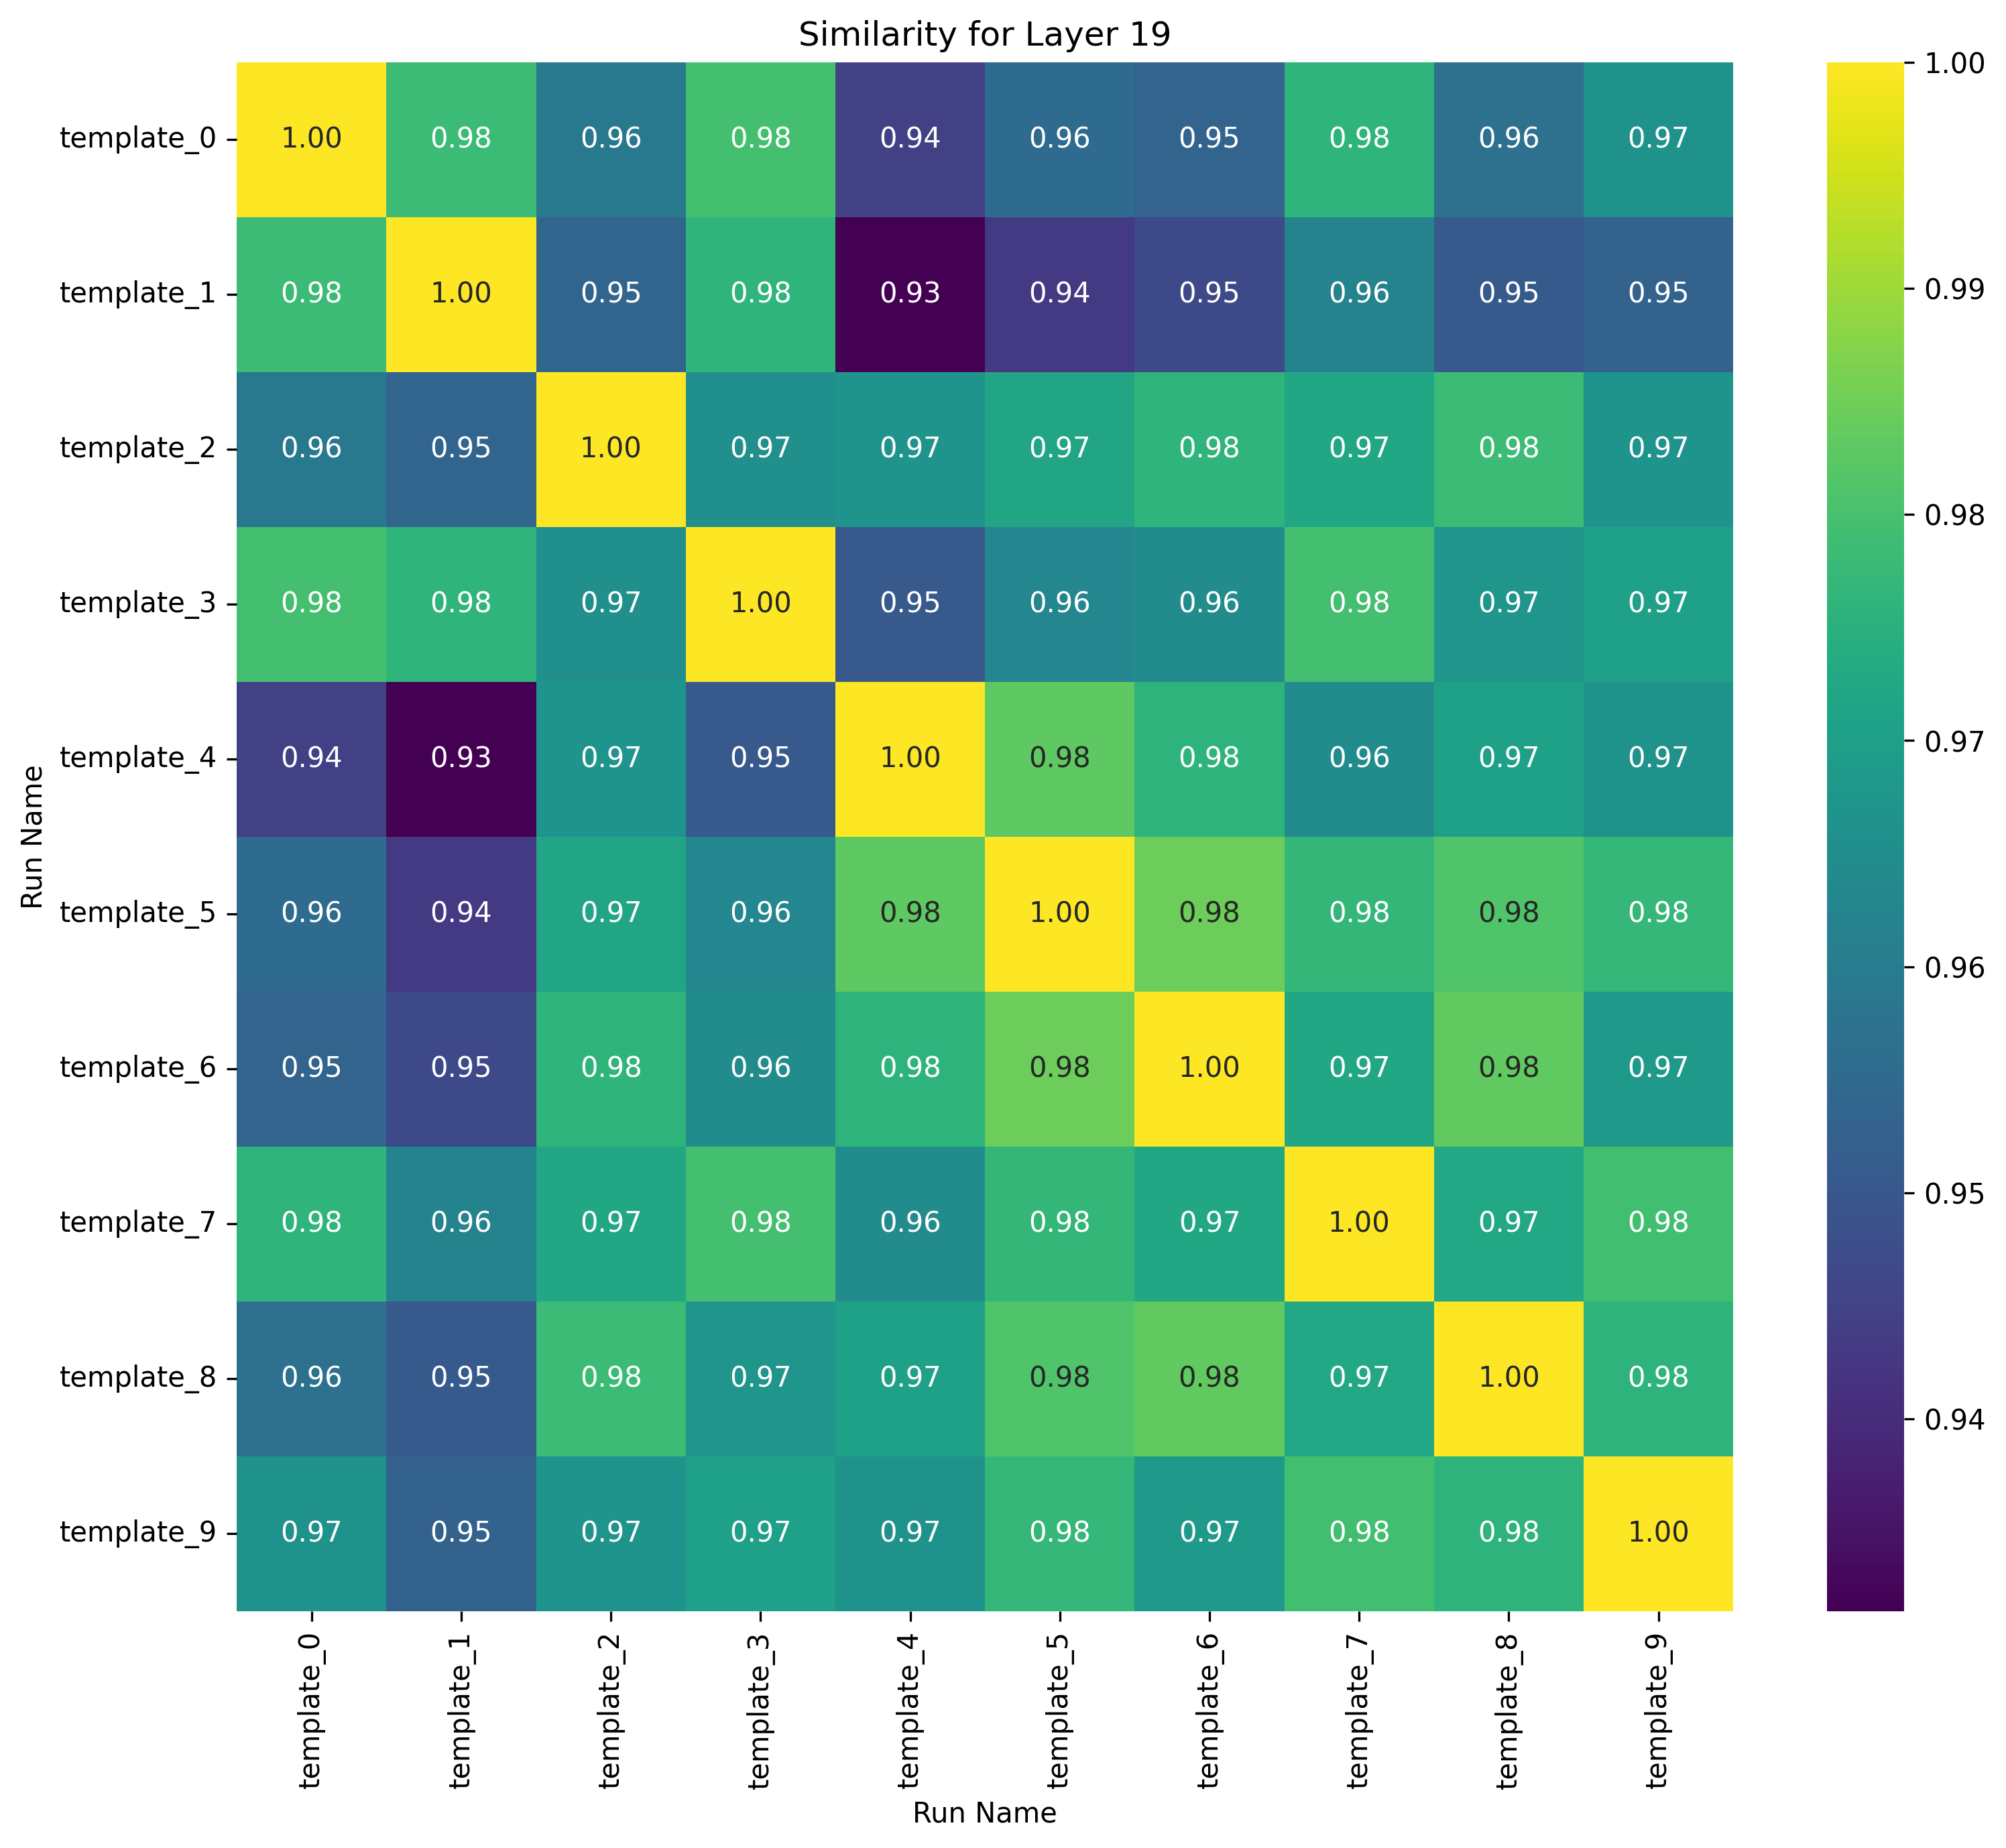 Similarity for Layer 19
template_0 1.00 0.98 0.96 0.98 0.94 0.96 0.95 0.98 0.96 0.97
template_1 0.98 1.00 0.95 0.98 0.93 0.94 0.95 0.96 0.95 0.95
template_2 0.96 0.95 1.00 0.97 0.97 0.97 0.98 0.97 0.98 0.97
template_3 0.98 0.98 0.97 1.00 0.95 0.96 0.96 0.98 0.97 0.97
template_4 0.94 0.93 0.97 0.95 1.00 0.98 0.98 0.96 0.97 0.97
template_5 0.96 0.94 0.97 0.96 0.98 1.00 0.98 0.98 0.98 0.98
template_6 0.95 0.95 0.98 0.96 0.98 0.98 1.00 0.97 0.98 0.97
template_7 0.98 0.96 0.97 0.98 0.96 0.98 0.97 1.00 0.97 0.98
template_8 0.96 0.95 0.98 0.97 0.97 0.98 0.98 0.97 1.00 0.98
template_9 0.97 0.95 0.97 0.97 0.97 0.98 0.97 0.98 0.98 1.00
template_0 template_1 template_2 template_3 template_4 template_5 template_6 template_7 template_8 template_9
Run Name
Run Name
1.00
0.99
0.98
0.97
0.96
0.95
0.94